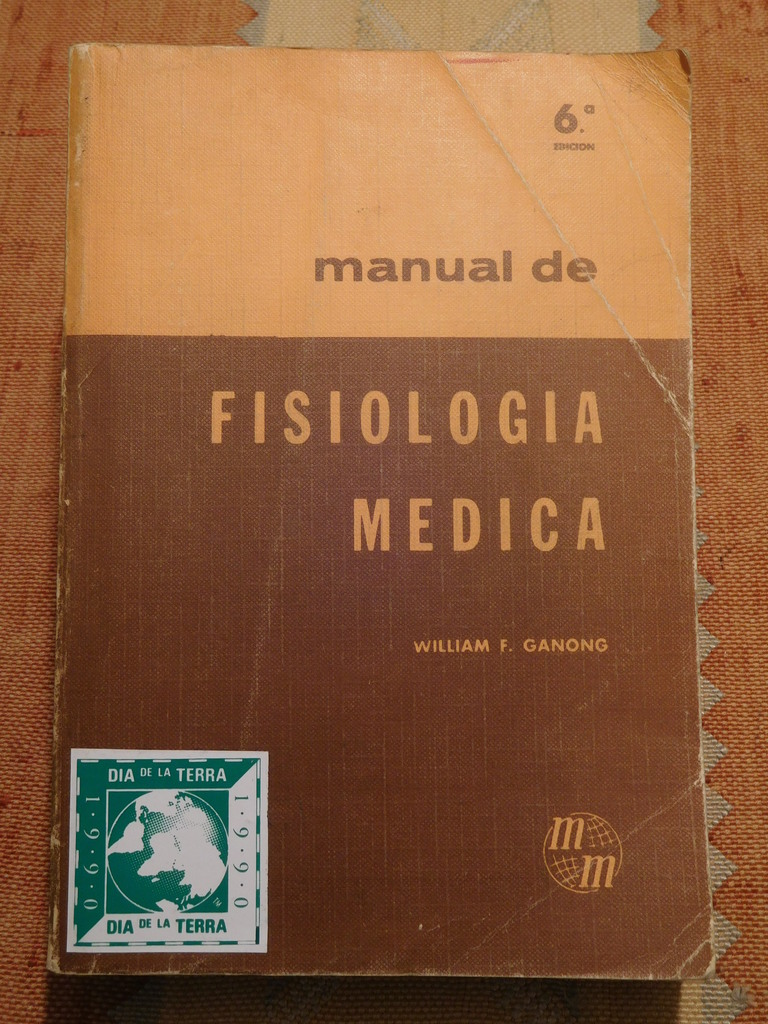 6.ª
EDICION
manual de
FISIOLOGIA
MEDICA
WILLIAM F. GANONG
DIA DE LA TERRA
1·9·9·0
1·9·9·0
DIA DE LA TERRA
m
m